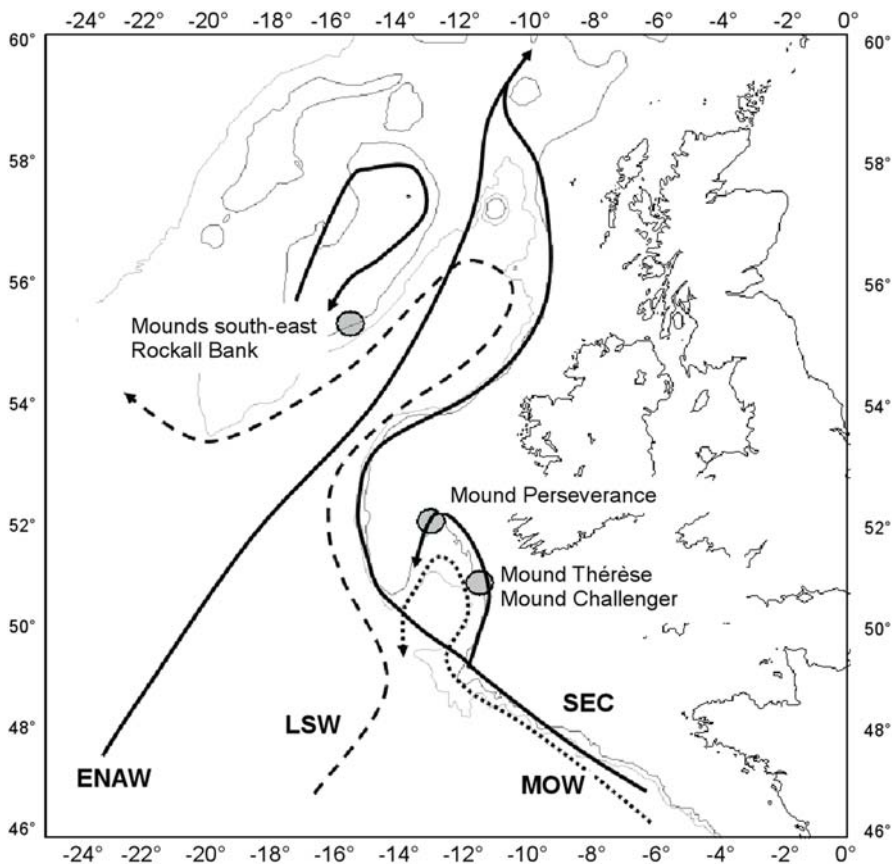 -24° -22° -20° -18° -16° -14° -12° -10° -8° -6° -4° -2° 0°
60° 60°
58° 58°
56° 56°
Mounds south-east
Rockall Bank
54° 54°
Mound Perseverance
52° 52°
Mound Thérèse
Mound Challenger
50° 50°
SEC
LSW
48° 48°
ENAW
MOW
46° 46°
-24° -22° -20° -18° -16° -14° -12° -10° -8° -6° -4° -2° 0°